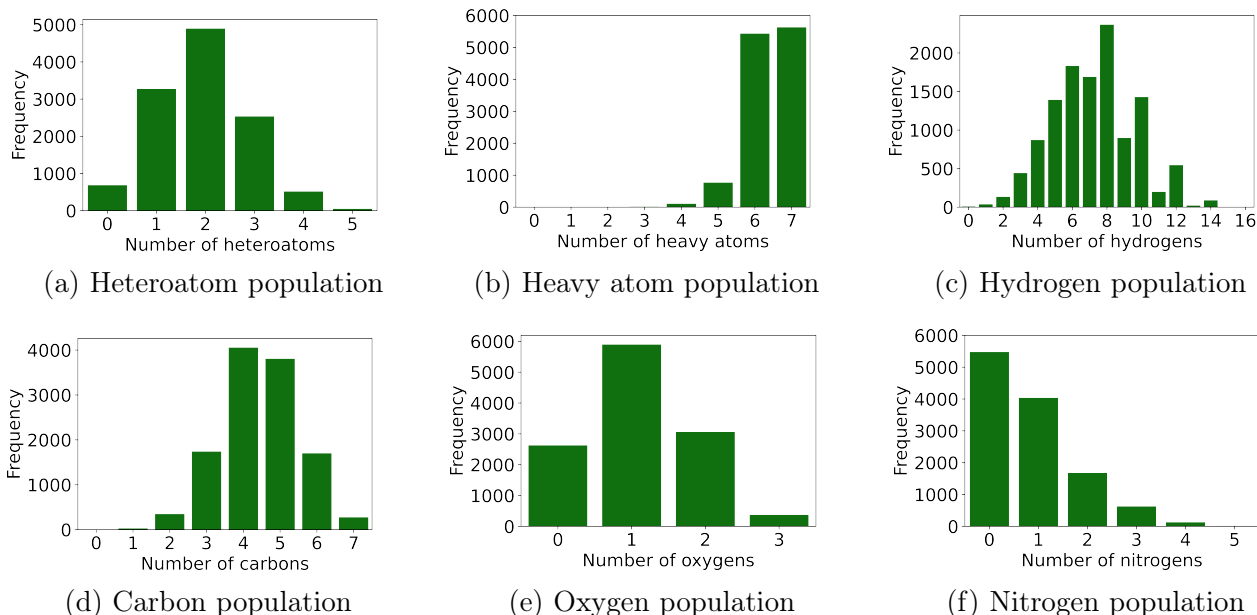 5000
4000
3000
2000
1000
0
Frequency
0 1 2 3 4 5
Number of heteroatoms
(a) Heteroatom population
6000
5000
4000
3000
2000
1000
0
Frequency
0 1 2 3 4 5 6 7
Number of heavy atoms
(b) Heavy atom population
2000
1500
1000
500
0
Frequency
0 2 4 6 8 10 12 14 16
Number of hydrogens
(c) Hydrogen population
4000
3000
2000
1000
0
Frequency
0 1 2 3 4 5 6 7
Number of carbons
(d) Carbon population
6000
5000
4000
3000
2000
1000
0
Frequency
0 1 2 3
Number of oxygens
(e) Oxygen population
6000
5000
4000
3000
2000
1000
0
Frequency
0 1 2 3 4 5
Number of nitrogens
(f) Nitrogen population